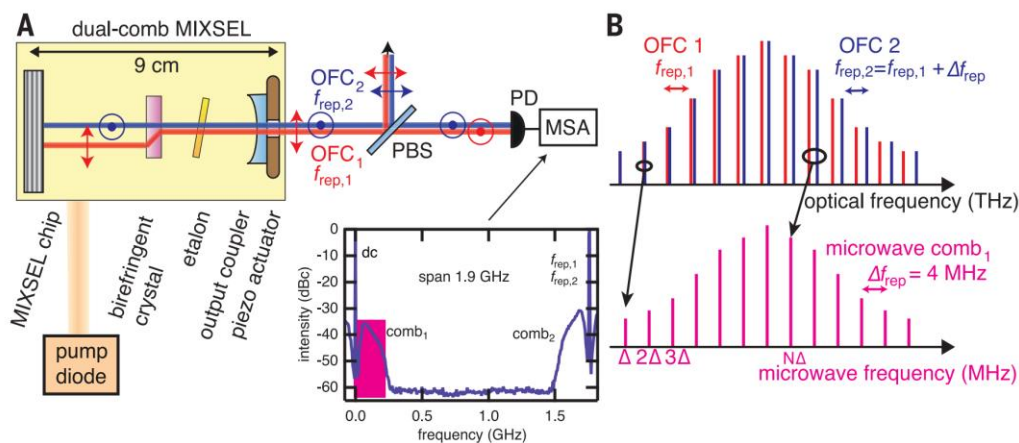 A
dual-comb MIXSEL
9 cm
OFC2
frep,2
OFC1
frep,1
PBS
PD
MSA
MIXSEL chip
birefringent
crystal
etalon
output coupler
piezo actuator
pump
diode
intensity (dBc)
0
-10
-20
-30
-40
-50
-60
dc
span 1.9 GHz
frep,1
frep,2
comb1
comb2
0.0
0.5
1.0
1.5
frequency (GHz)
B
OFC 1
frep,1
OFC 2
frep,2=frep,1 + Δfrep
optical frequency (THz)
microwave comb1
Δfrep = 4 MHz
Δ 2Δ 3Δ
NΔ
microwave frequency (MHz)